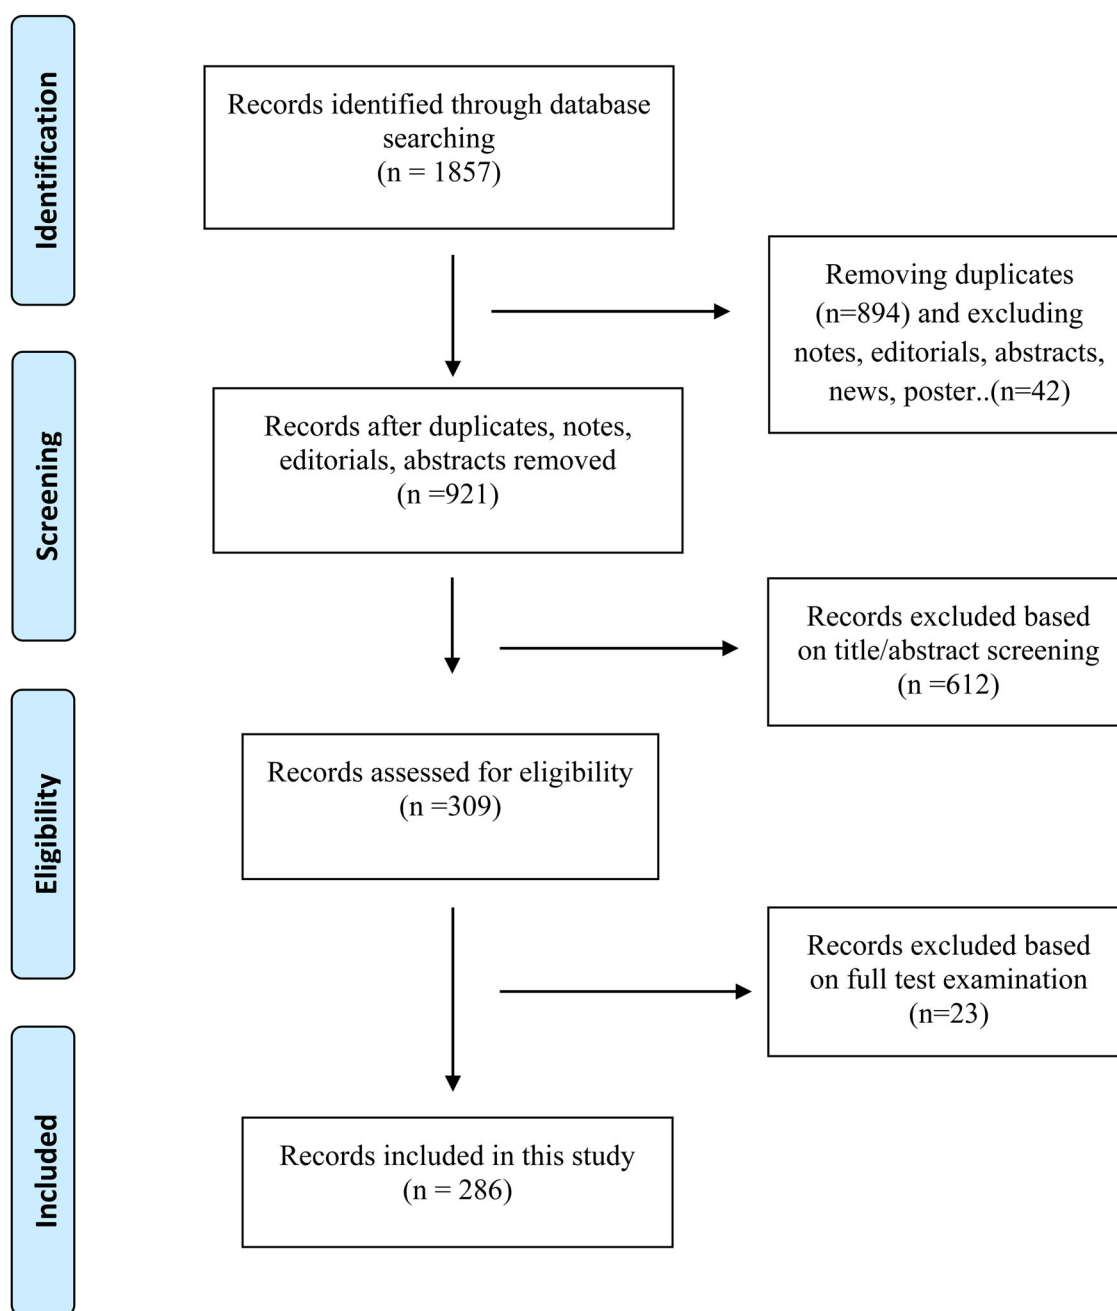 Identification
Records identified through database
searching
(n = 1857)
Removing duplicates
(n=894) and excluding
notes, editorials, abstracts,
news, poster..(n=42)
Screening
Records after duplicates, notes,
editorials, abstracts removed
(n =921)
Records excluded based
on title/abstract screening
(n =612)
Eligibility
Records assessed for eligibility
(n =309)
Records excluded based
on full test examination
(n=23)
Included
Records included in this study
(n = 286)